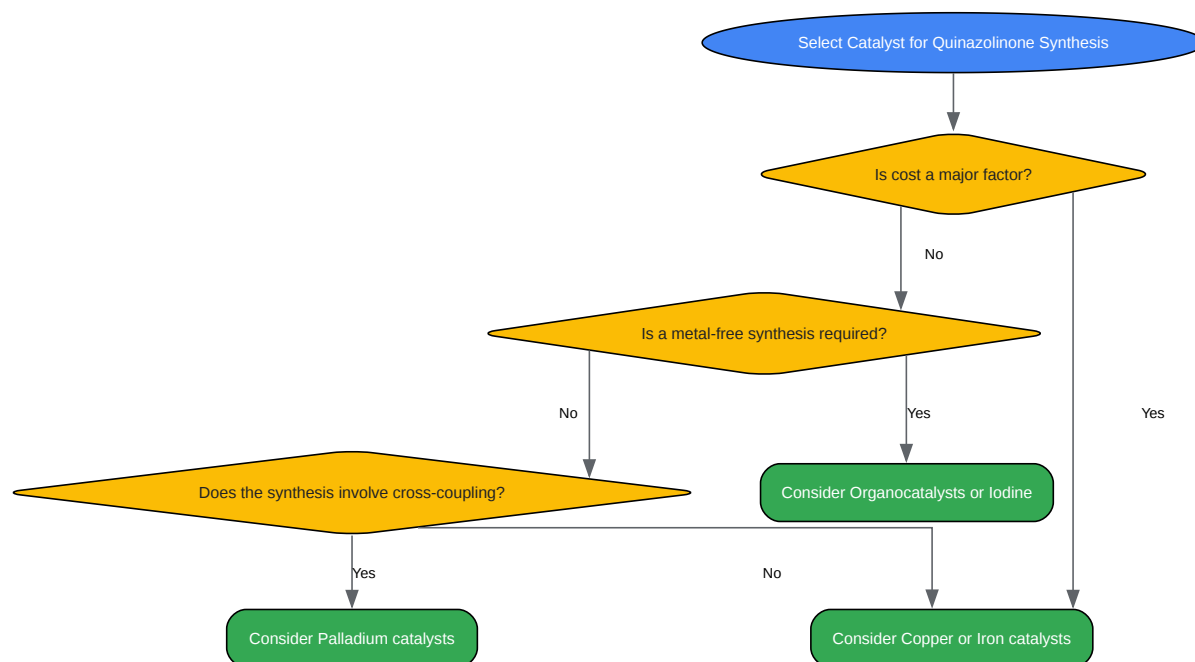 Select Catalyst for Quinazolinone Synthesis
Is cost a major factor?
No
Is a metal-free synthesis required?
No
Yes
Yes
Does the synthesis involve cross-coupling?
Consider Organocatalysts or Iodine
Yes
No
Consider Palladium catalysts
Consider Copper or Iron catalysts